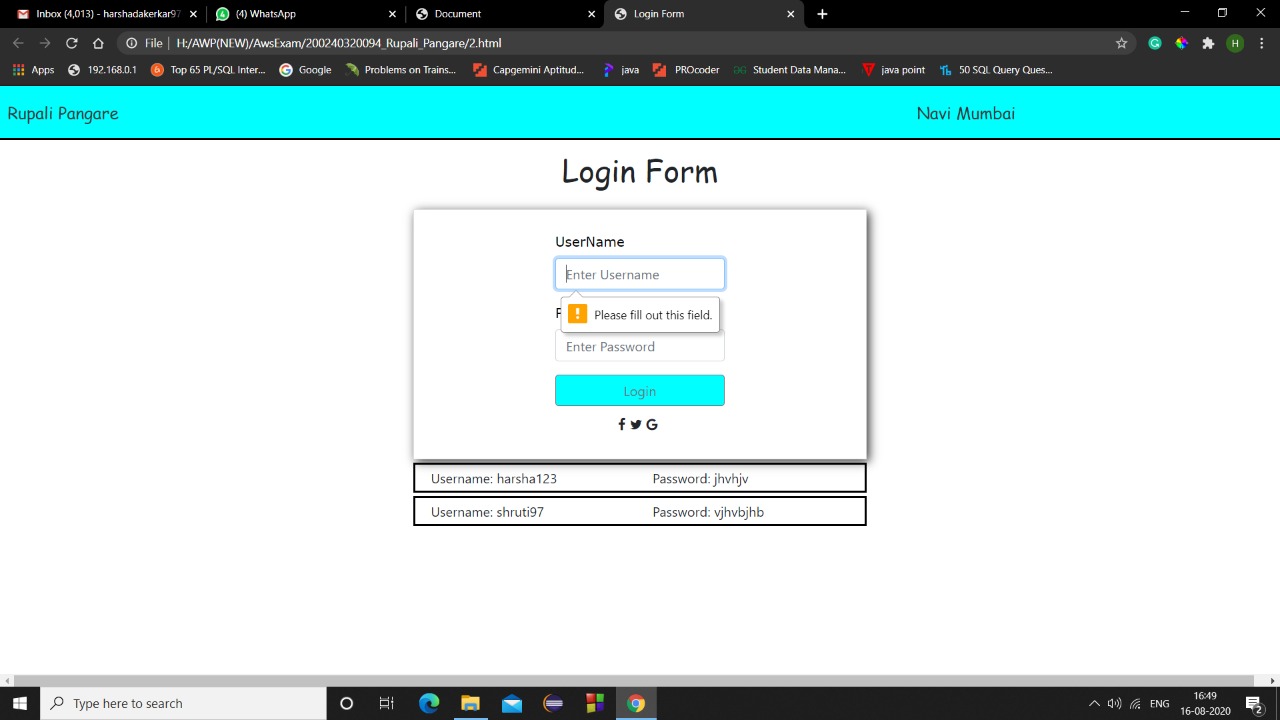 Inbox (4,013) - harshadakerkar97
(4) WhatsApp
Document
Login Form
File
H:/AWP(NEW)/AwsExam/200240320094_Rupali_Pangare/2.html
H
Apps
192.168.0.1
Top 65 PL/SQL Inter...
Google
Problems on Trains...
Capgemini Aptitud...
java
PROcoder
Student Data Mana...
java point
50 SQL Query Ques...
Rupali Pangare
Navi Mumbai
Login Form
UserName
Enter Username
Please fill out this field.
Enter Password
Login
Username: harsha123 Password: jhvhjv
Username: shruti97 Password: vjhvbjhb
Type here to search
ENG
16:49
16-08-2020
2